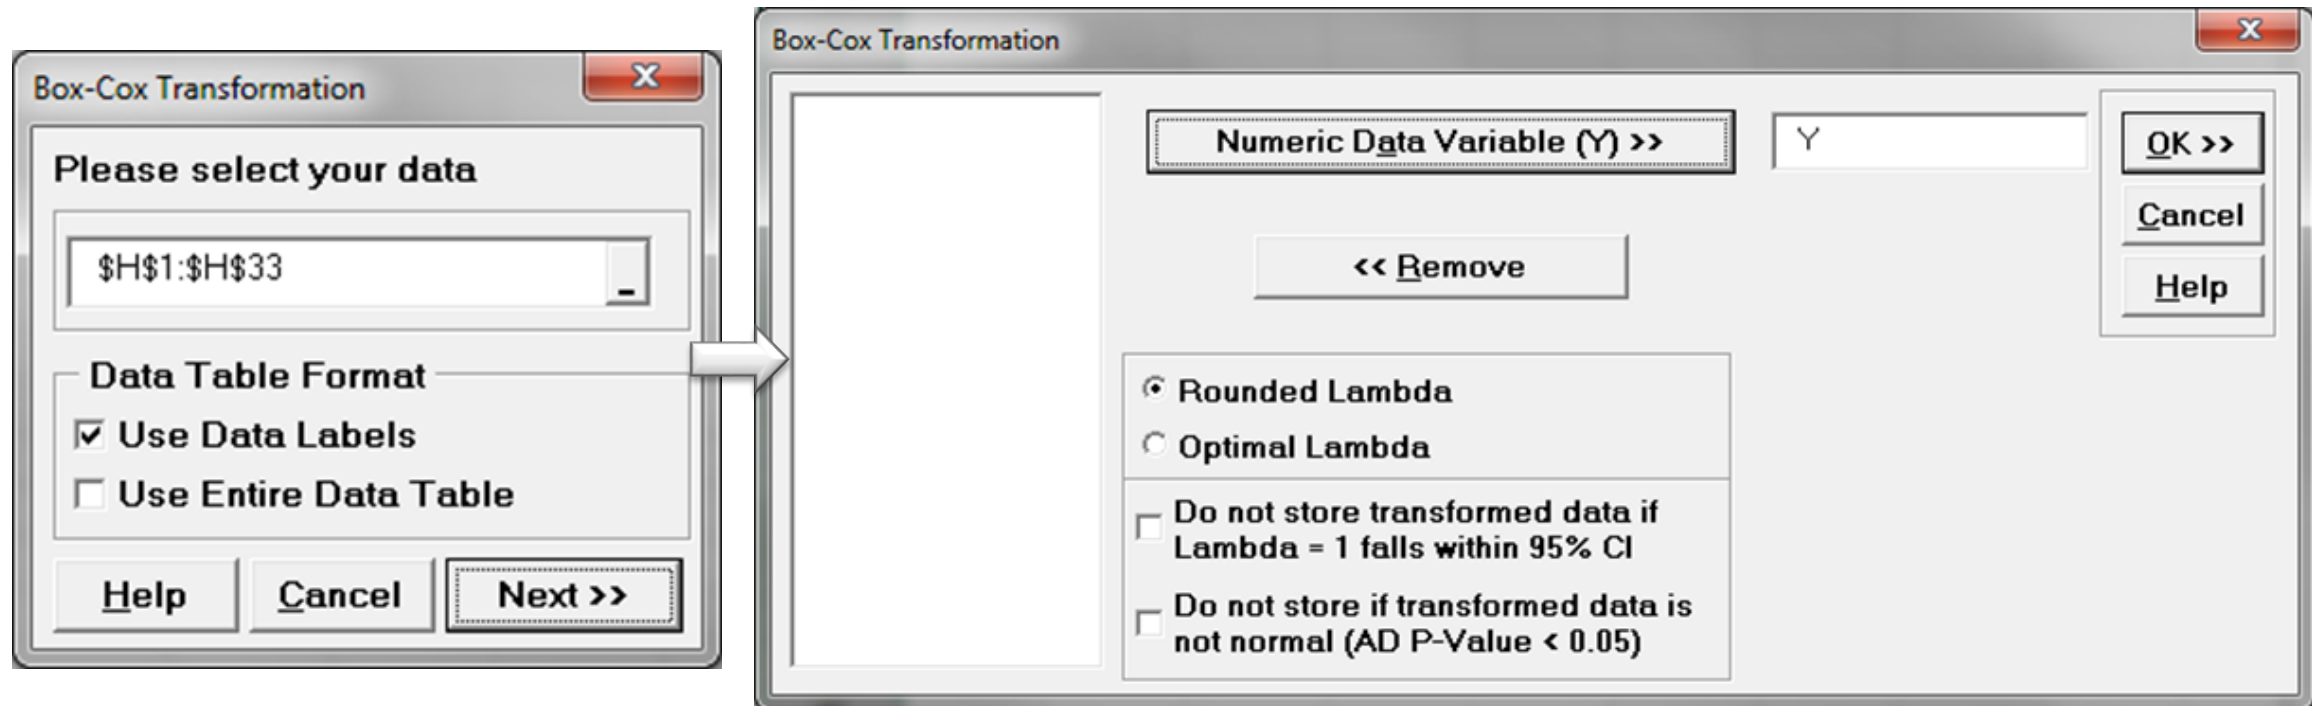 Box-Cox Transformation
Please select your data
$H$1:$H$33
Data Table Format
Use Data Labels
Use Entire Data Table
Help
Cancel
Next >>
Box-Cox Transformation
Numeric Data Variable (Y) >>
Y
<< Remove
OK >>
Cancel
Help
Rounded Lambda
Optimal Lambda
Do not store transformed data if
Lambda = 1 falls within 95% CI
Do not store if transformed data is
not normal (AD P-Value < 0.05)